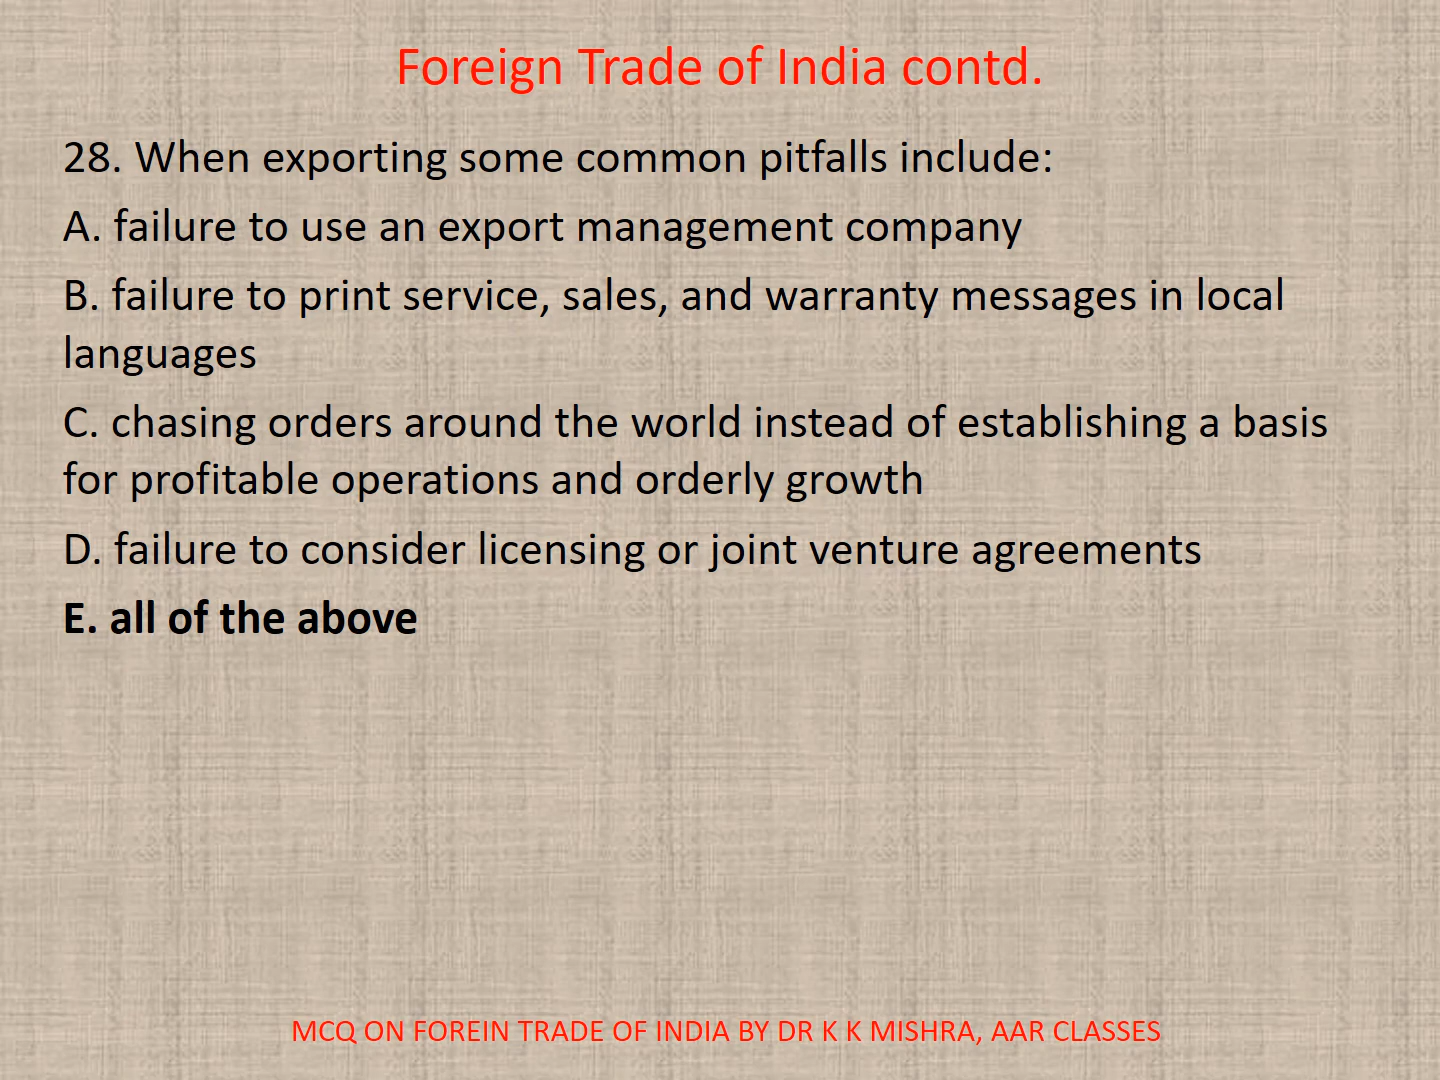 Foreign Trade of India contd.
28. When exporting some common pitfalls include:
A. failure to use an export management company
B. failure to print service, sales, and warranty messages in local
languages
C. chasing orders around the world instead of establishing a basis
for profitable operations and orderly growth
D. failure to consider licensing or joint venture agreements
E. all of the above
MCQ ON FOREIN TRADE OF INDIA BY DR K K MISHRA, AAR CLASSES